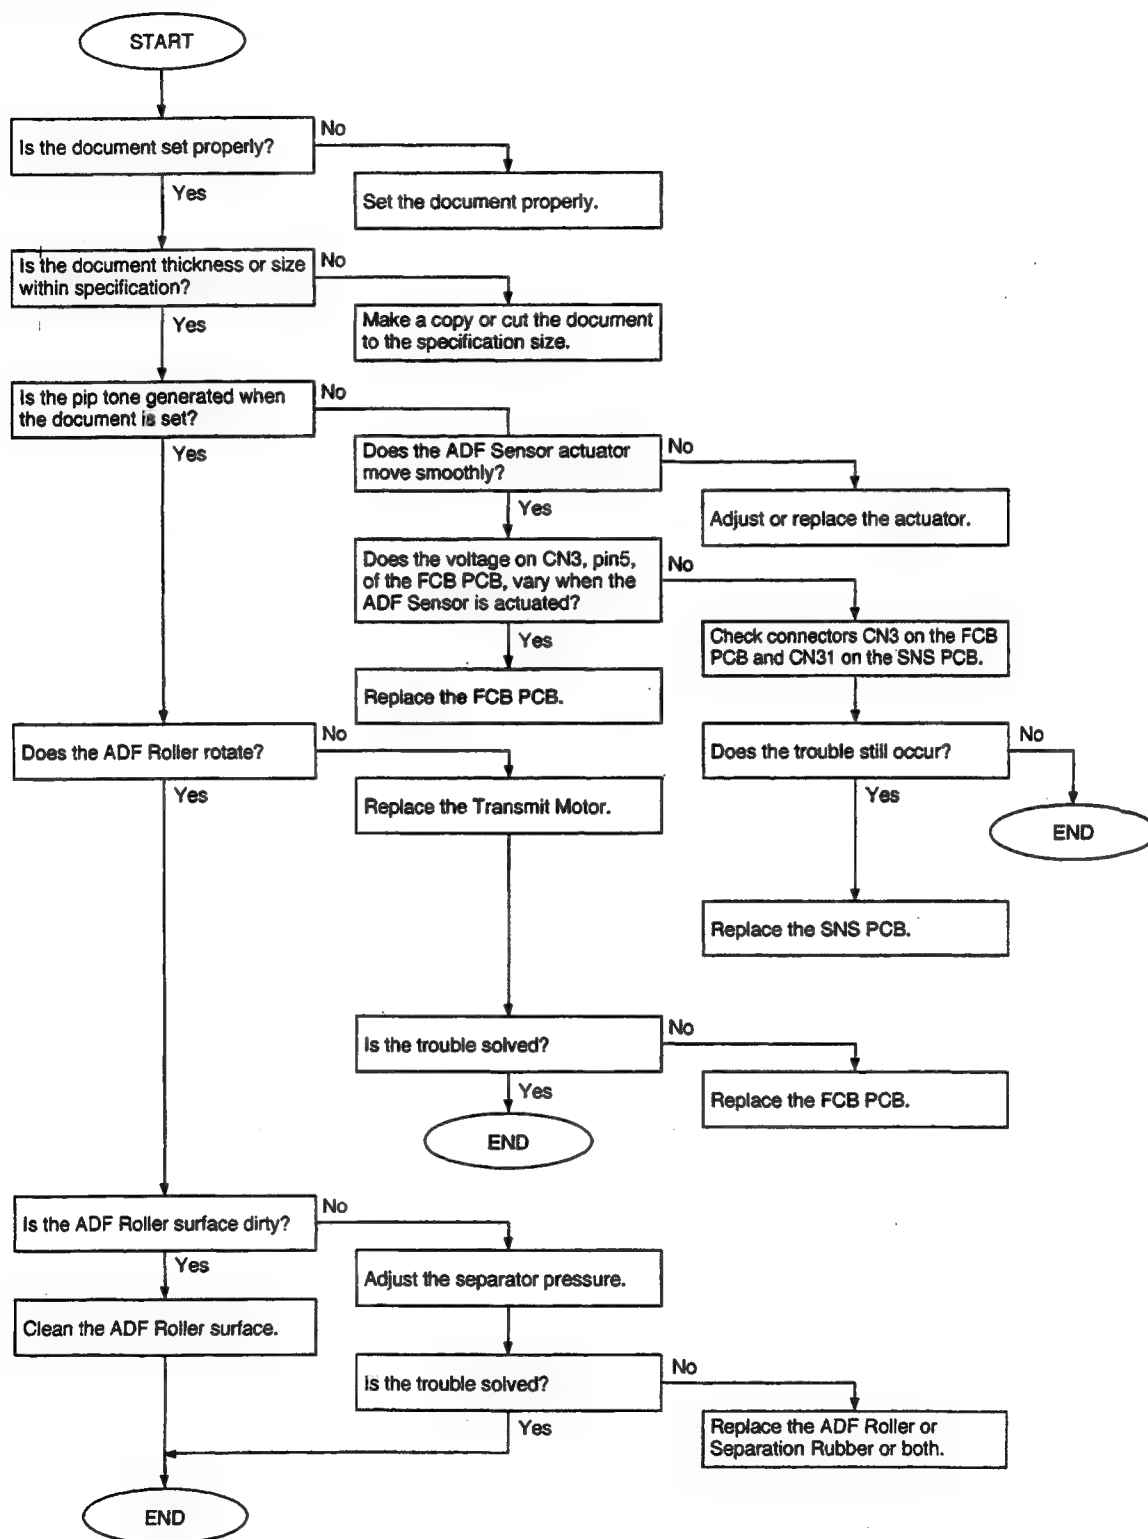 START
Is the document set properly?
No
Yes
Set the document properly.
Is the document thickness or size
within specification?
No
Yes
Make a copy or cut the document
to the specification size.
Is the pip tone generated when
the document is set?
No
Yes
Does the ADF Sensor actuator
move smoothly?
No
Yes
Adjust or replace the actuator.
Does the voltage on CN3, pin5,
of the FCB PCB, vary when the
ADF Sensor is actuated?
No
Yes
Check connectors CN3 on the FCB
PCB and CN31 on the SNS PCB.
Replace the FCB PCB.
Does the ADF Roller rotate?
No
Yes
Does the trouble still occur?
No
Yes
Replace the Transmit Motor.
END
Replace the SNS PCB.
Is the trouble solved?
No
Yes
Replace the FCB PCB.
END
Is the ADF Roller surface dirty?
No
Yes
Adjust the separator pressure.
Clean the ADF Roller surface.
Is the trouble solved?
No
Yes
Replace the ADF Roller or
Separation Rubber or both.
END